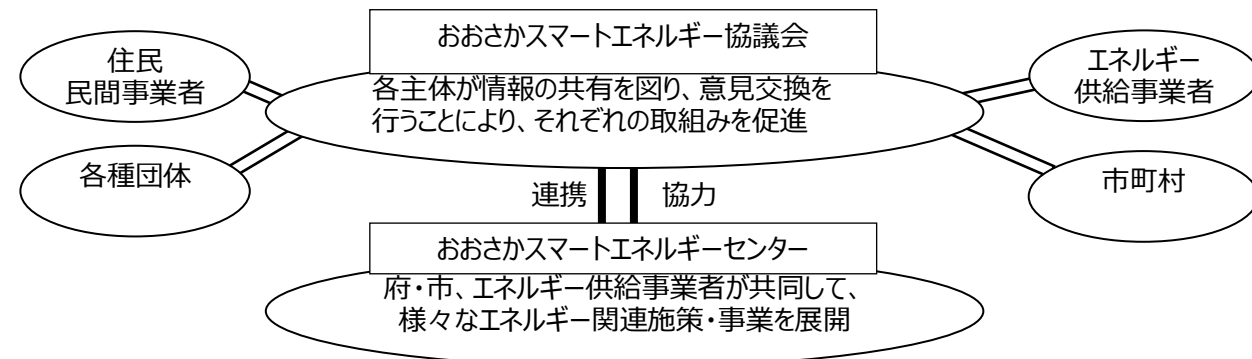 おおさかスマートエネルギー協議会
住民
民間事業者
エネルギー
供給事業者
各主体が情報の共有を図り、意見交換を
行うことにより、それぞれの取組みを促進
各種団体
市町村
連携
協力
おおさかスマートエネルギーセンター
府・市、エネルギー供給事業者が共同して、
様々なエネルギー関連施策・事業を展開